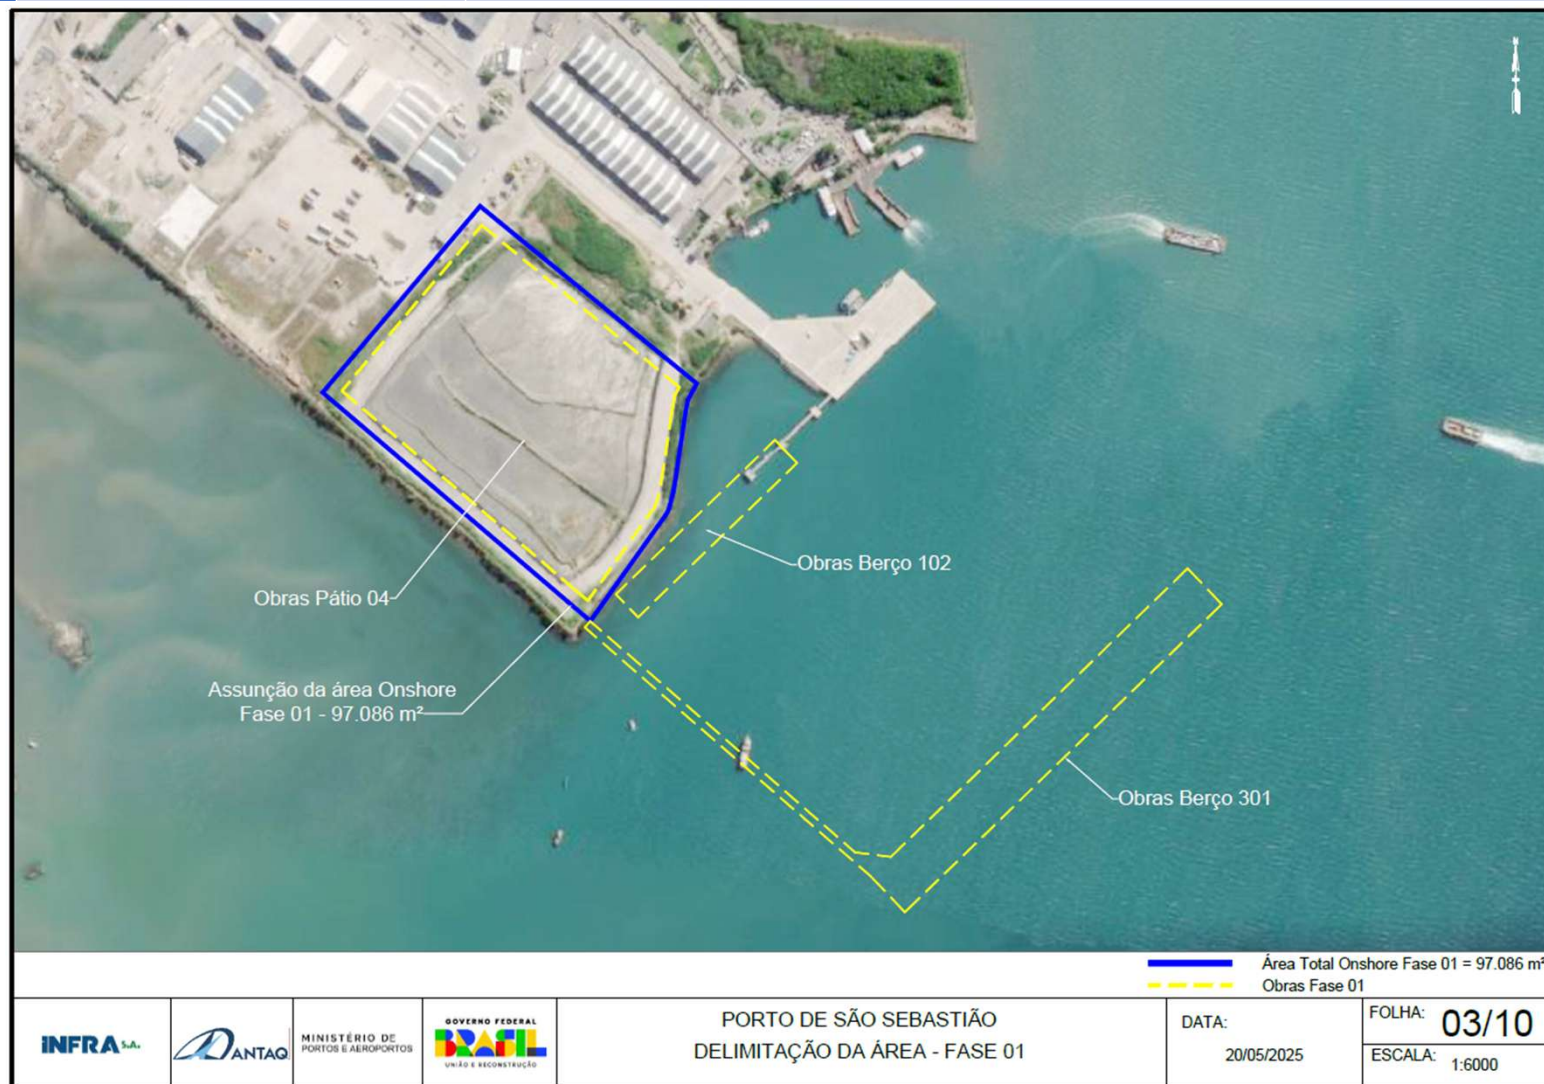 N
Obras Berço 102
Obras Pátio 04
Assunção da área Onshore
Fase 01 - 97.086 m²
Obras Berço 301
Área Total Onshore Fase 01 = 97.086 m²
Obras Fase 01
INFRA S.A.
ANTAQ
MINISTÉRIO DE
PORTOS E AEROPORTOS
GOVERNO FEDERAL
BRASIL
UNIÃO E RECONSTRUÇÃO
PORTO DE SÃO SEBASTIÃO
DELIMITAÇÃO DA ÁREA - FASE 01
DATA:
20/05/2025
FOLHA: 03/10
ESCALA: 1:6000